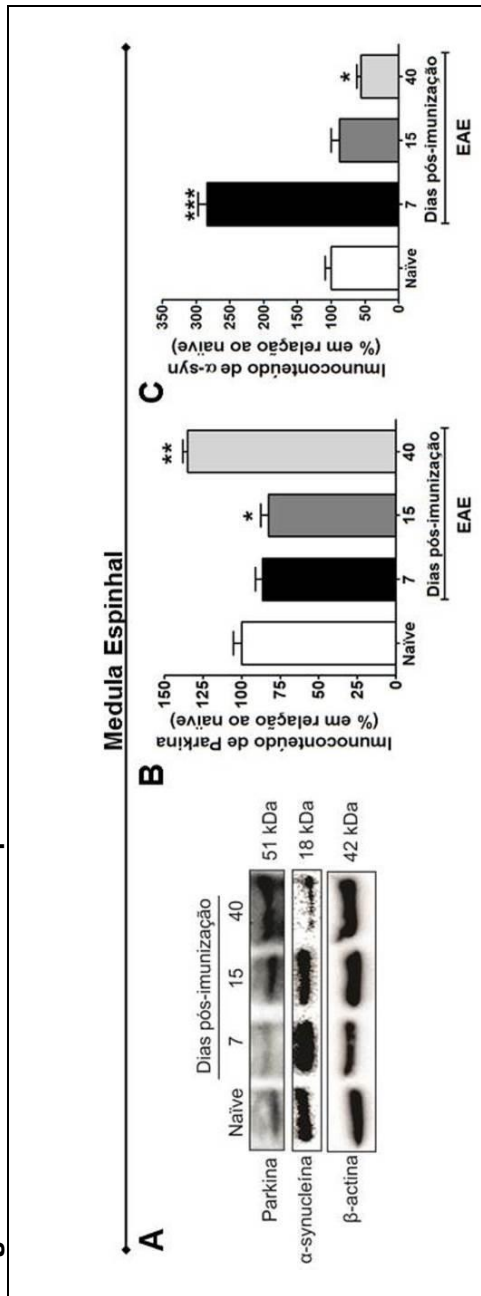 Medula Espinhal
A
Dias pós-imunização
Naïve 7 15 40
Parkina 51 kDa
α-synucleína 18 kDa
β-actina 42 kDa
B
Imunoconteúdo de Parkina
(% em relação ao naïve)
150
125
100
75
50
25
0
**
*
Naïve 7 15 40
Dias pós-imunização
EAE
C
Imunoconteúdo de α-syn
(% em relação ao naïve)
350
300
250
200
150
100
50
0
***
*
Naïve 7 15 40
Dias pós-imunização
EAE